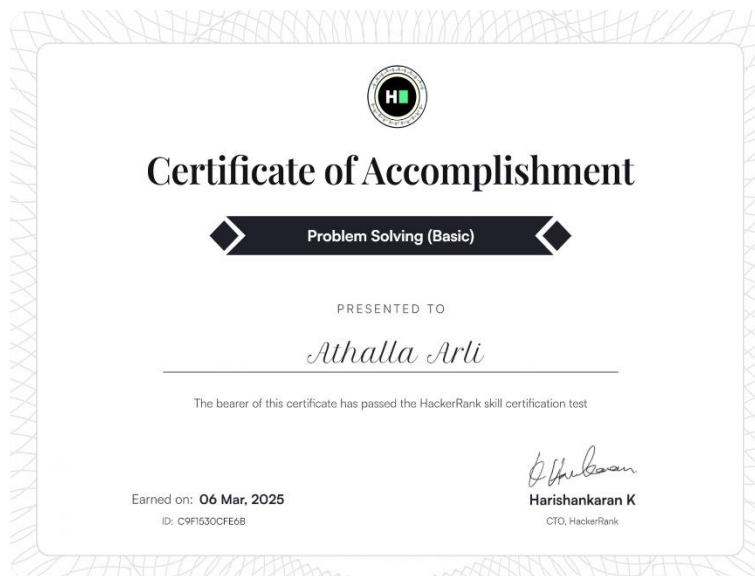 H
Certificate of Accomplishment
Problem Solving (Basic)
PRESENTED TO
Athalla Arli
The bearer of this certificate has passed the HackerRank skill certification test
Earned on: 06 Mar, 2025
ID: C9F1530CFE6B
Harishankaran K
CTO, HackerRank